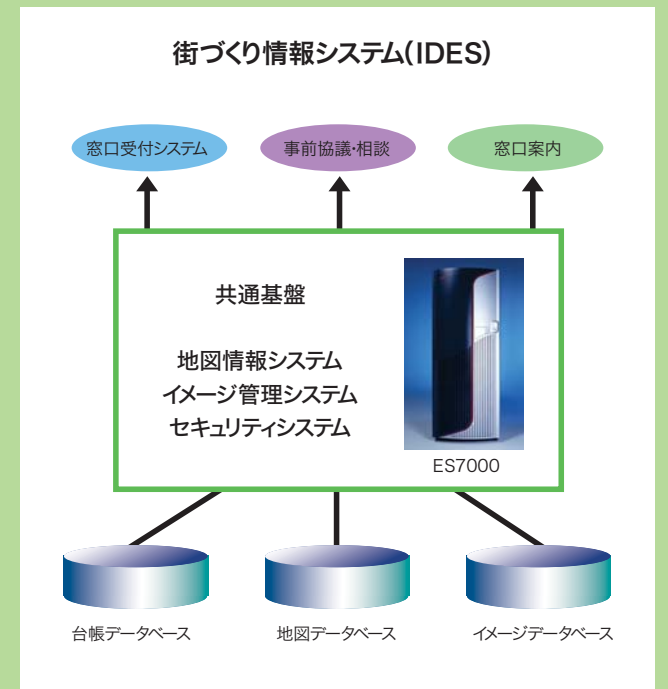 街づくり情報システム(IDES)
窓口受付システム
事前協議・相談
窓口案内
共通基盤
地図情報システム
イメージ管理システム
セキュリティシステム
ES7000
台帳データベース
地図データベース
イメージデータベース